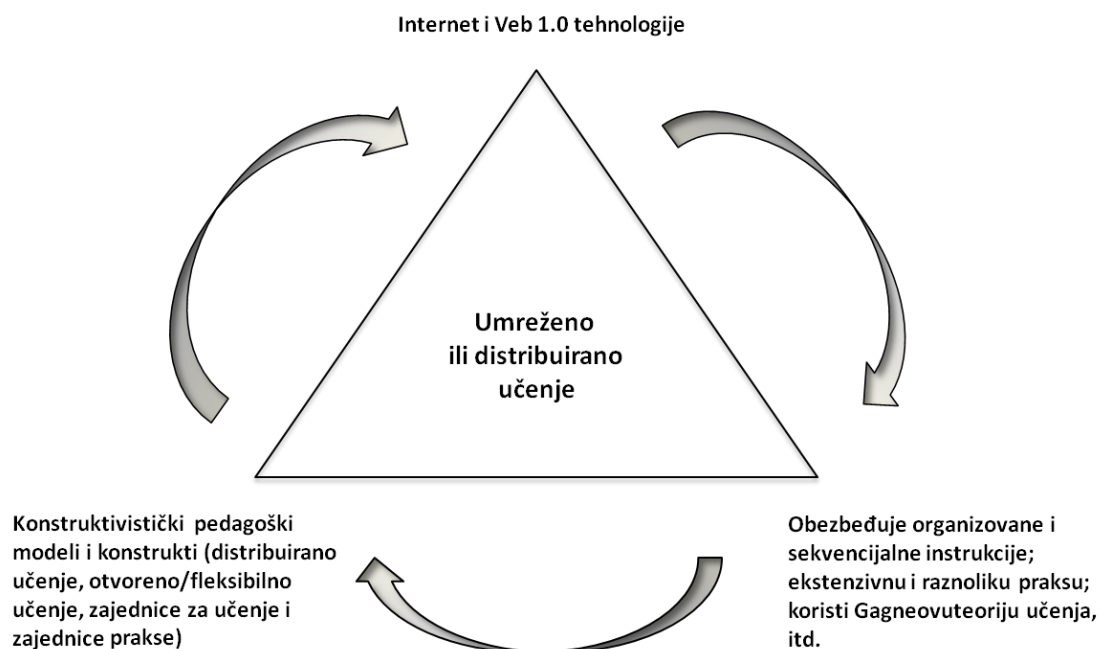 Internet i Veb 1.0 tehnologije
Umreženo
ili distribuirano
učenje
Konstruktivistički pedagoški
modeli i konstrukti (distribuirano
učenje, otvoreno/fleksibilno
učenje, zajednice za učenje i
zajednice prakse)
Obezbeđuje organizovane i
sekvencijalne instrukcije;
ekstenzivnu i raznoliku praksu;
koristi Gagneovuteoriju učenja,
itd.